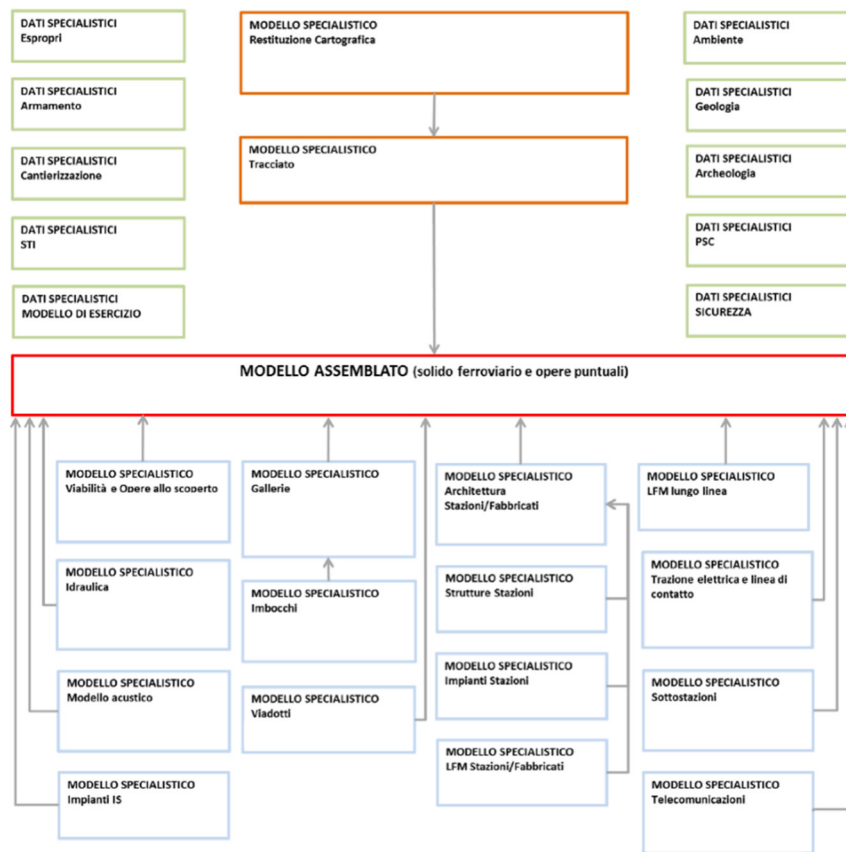 DATI SPECIALISTICI
Espropri
DATI SPECIALISTICI
Armamento
DATI SPECIALISTICI
Cantierizzazione
DATI SPECIALISTICI
STI
DATI SPECIALISTICI
MODELLO DI ESERCIZIO
MODELLO SPECIALISTICO
Restituzione Cartografica
MODELLO SPECIALISTICO
Tracciato
DATI SPECIALISTICI
Ambiente
DATI SPECIALISTICI
Geologia
DATI SPECIALISTICI
Archeologia
DATI SPECIALISTICI
PSC
DATI SPECIALISTICI
SICUREZZA
MODELLO ASSEMBLATO (solido ferroviario e opere puntuali)
MODELLO SPECIALISTICO
Viabilità e Opere allo scoperto
MODELLO SPECIALISTICO
Idraulica
MODELLO SPECIALISTICO
Modello acustico
MODELLO SPECIALISTICO
Impianti IS
MODELLO SPECIALISTICO
Gallerie
MODELLO SPECIALISTICO
Imbocchi
MODELLO SPECIALISTICO
Viadotti
MODELLO SPECIALISTICO
Architettura
Stazioni/Fabbricati
MODELLO SPECIALISTICO
Strutture Stazioni
MODELLO SPECIALISTICO
Impianti Stazioni
MODELLO SPECIALISTICO
LFM Stazioni/Fabbricati
MODELLO SPECIALISTICO
LFM lungo linea
MODELLO SPECIALISTICO
Trazione elettrica e linea di
contatto
MODELLO SPECIALISTICO
Sottostazioni
MODELLO SPECIALISTICO
Telecomunicazioni